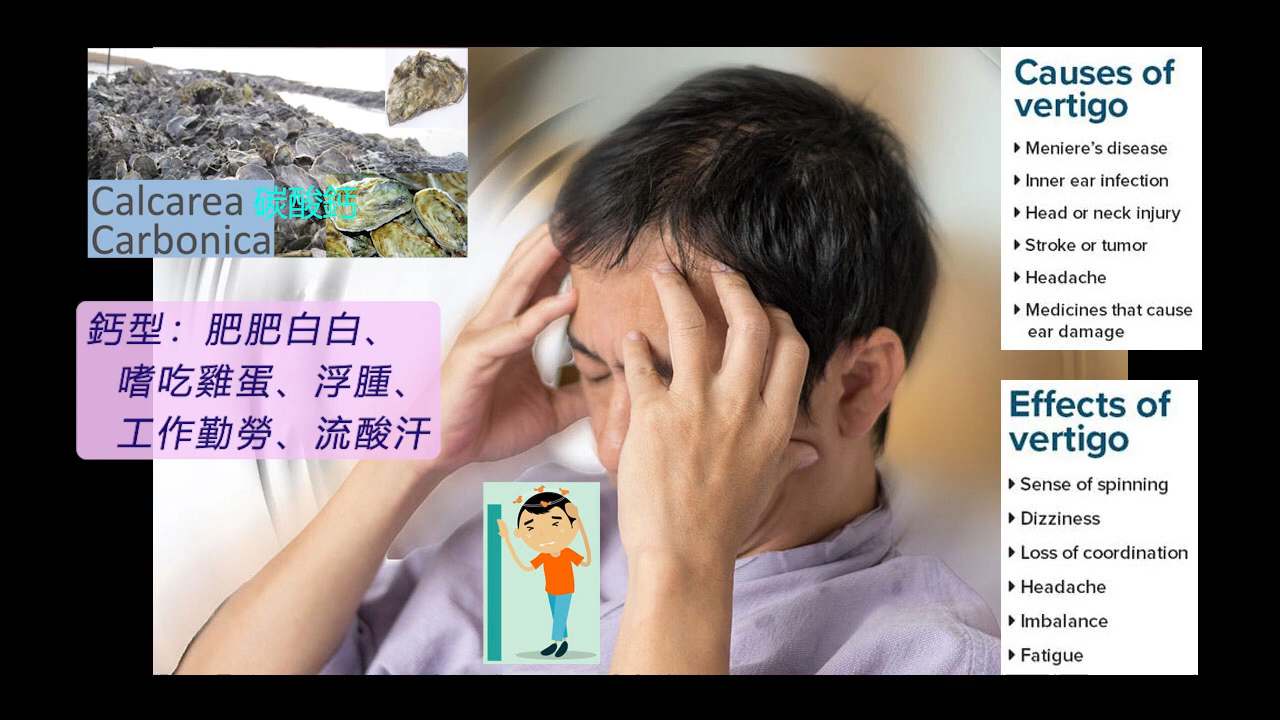 Calcarea 碳酸鈣
Carbonica
鈣型：肥肥白白、
嗜吃雞蛋、浮腫、
工作勤勞、流酸汗
Causes of
vertigo
Meniere's disease
Inner ear infection
Head or neck injury
Stroke or tumor
Headache
Medicines that cause
ear damage
Effects of
vertigo
Sense of spinning
Dizziness
Loss of coordination
Headache
Imbalance
Fatigue